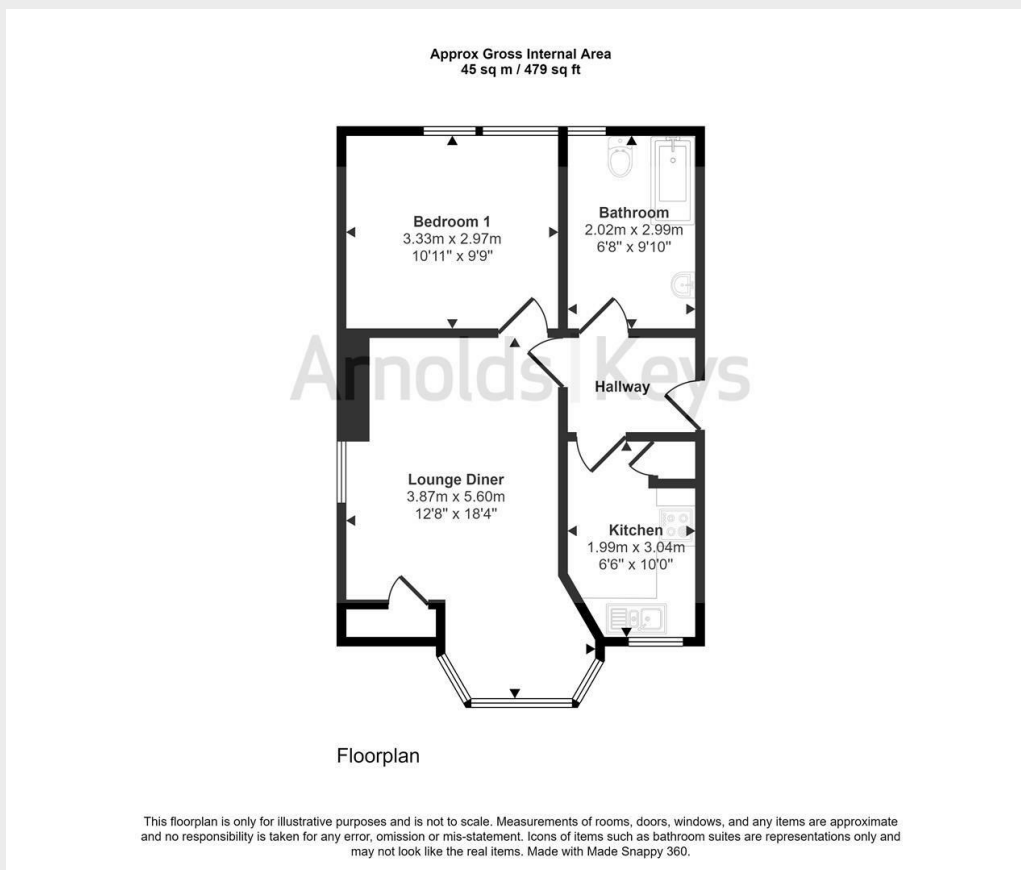 Approx Gross Internal Area
45 sq m / 479 sq ft
Bedroom 1
3.33m x 2.97m
10'11" x 9'9"
Bathroom
2.02m x 2.99m
6'8" x 9'10"
Arnolds | Keys
Hallway
Lounge Diner
3.87m x 5.60m
12'8" x 18'4"
Kitchen
1.99m x 3.04m
6'6" x 10'0"
Floorplan
This floorplan is only for illustrative purposes and is not to scale. Measurements of rooms, doors, windows, and any items are approximate
and no responsibility is taken for any error, omission or mis-statement. Icons of items such as bathroom suites are representations only and
may not look like the real items. Made with Made Snappy 360.